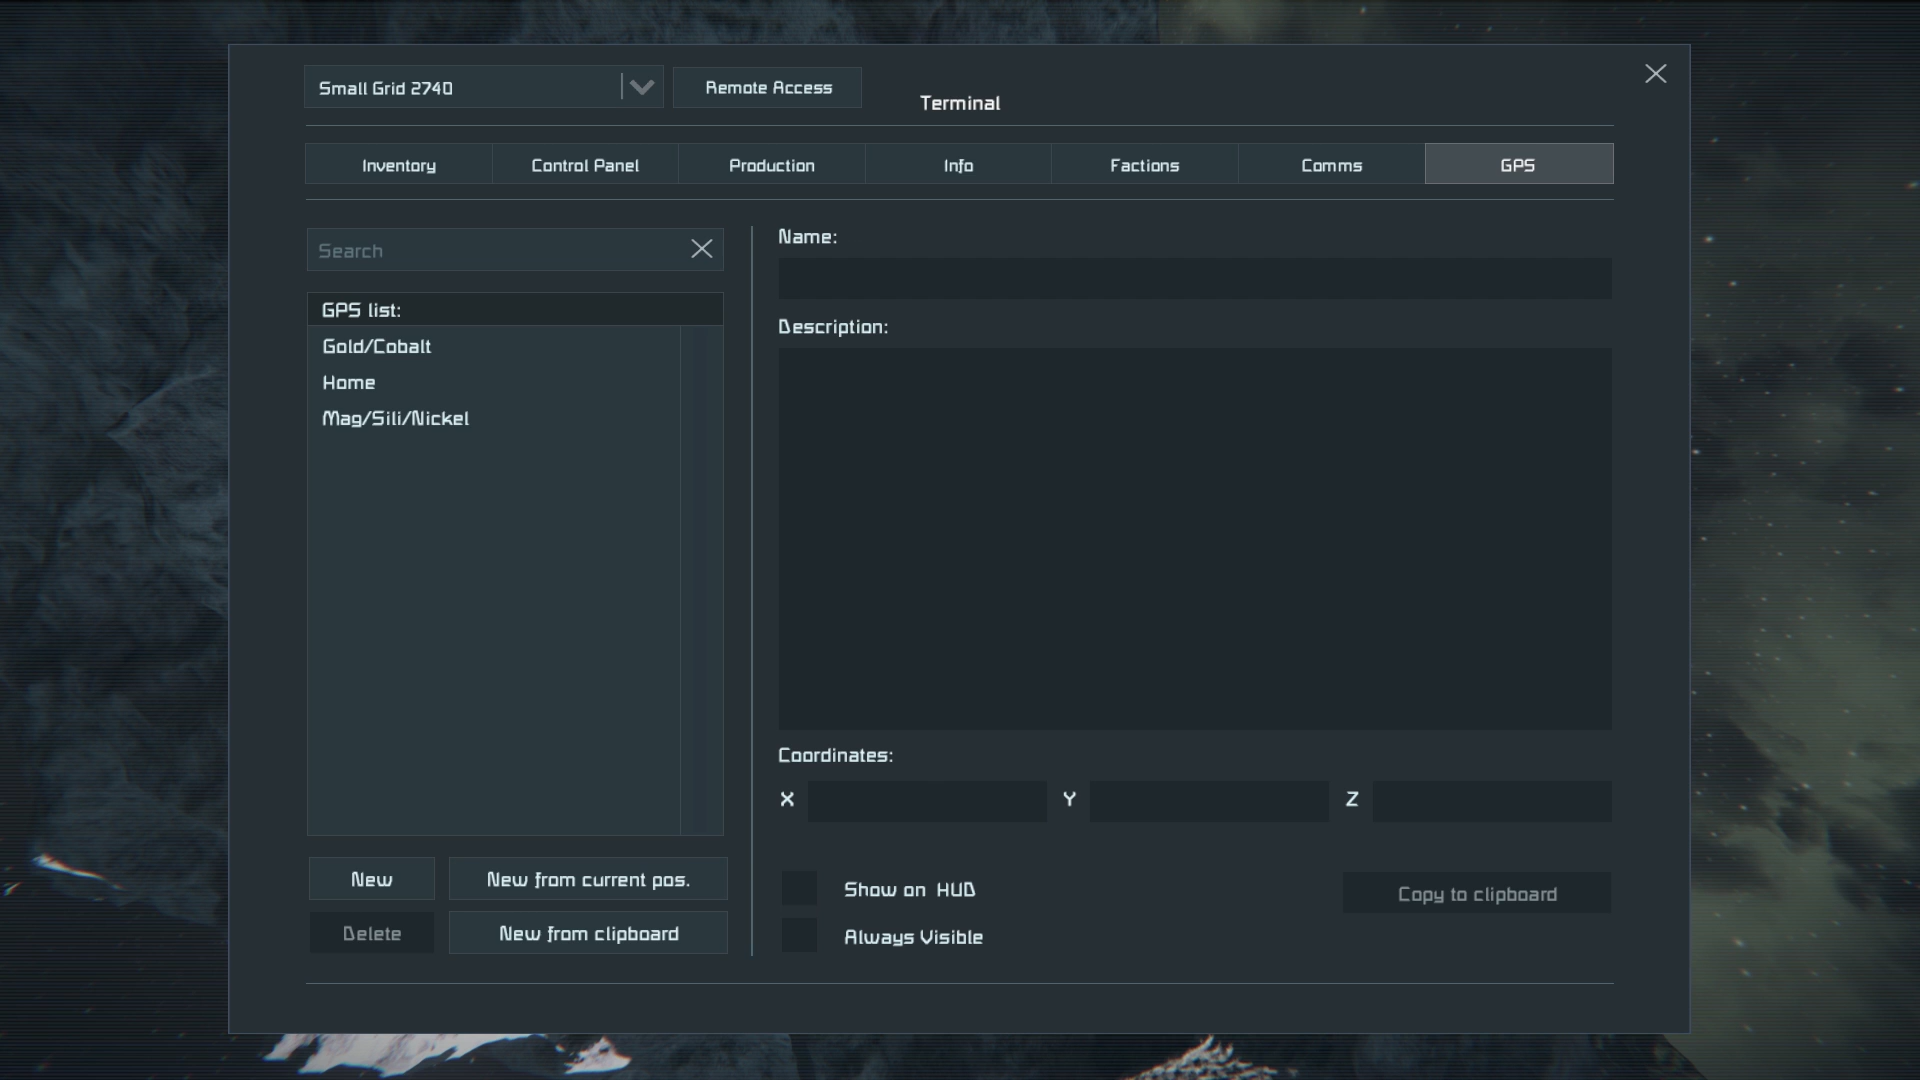 Small Grid 2740
Remote Access
Terminal
Inventory
Control Panel
Production
Info
Factions
Comms
GPS
Search
GPS list:
Gold/Cobalt
Home
Mag/Sili/Nickel
New
New from current pos.
Delete
New from clipboard
Name:
Description:
Coordinates:
X
Y
Z
Show on HUD
Copy to clipboard
Always Visible